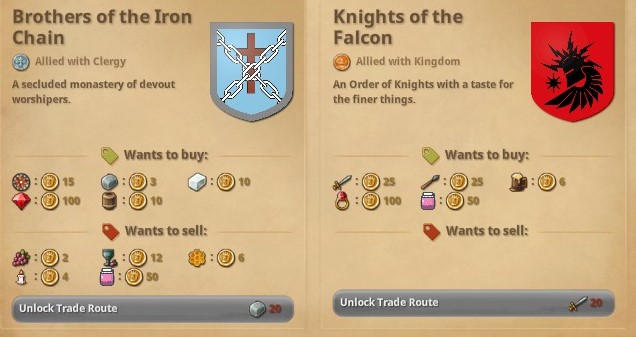 Brothers of the Iron
Chain
Allied with Clergy
A secluded monastery of devout
worshipers.
Wants to buy:
: 15 : 3 : 10
: 100 : 10
Wants to sell:
: 2 : 12 : 6
: 4 : 50
Unlock Trade Route 20
Knights of the
Falcon
Allied with Kingdom
An Order of Knights with a taste for
the finer things.
Wants to buy:
: 25 : 25 : 6
: 100 : 50
Wants to sell:
Unlock Trade Route 20